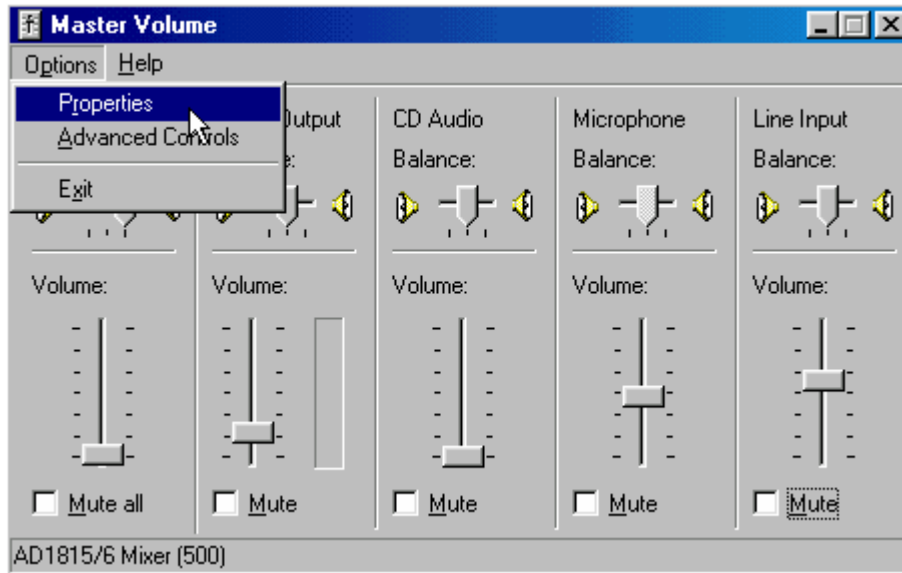 Master Volume
Options Help
Properties
Advanced Controls
Exit
Output CD Audio Microphone Line Input
Balance: Balance: Balance:
Volume: Volume: Volume: Volume: Volume:
Mute all Mute Mute Mute Mute
AD1815/6 Mixer (500)